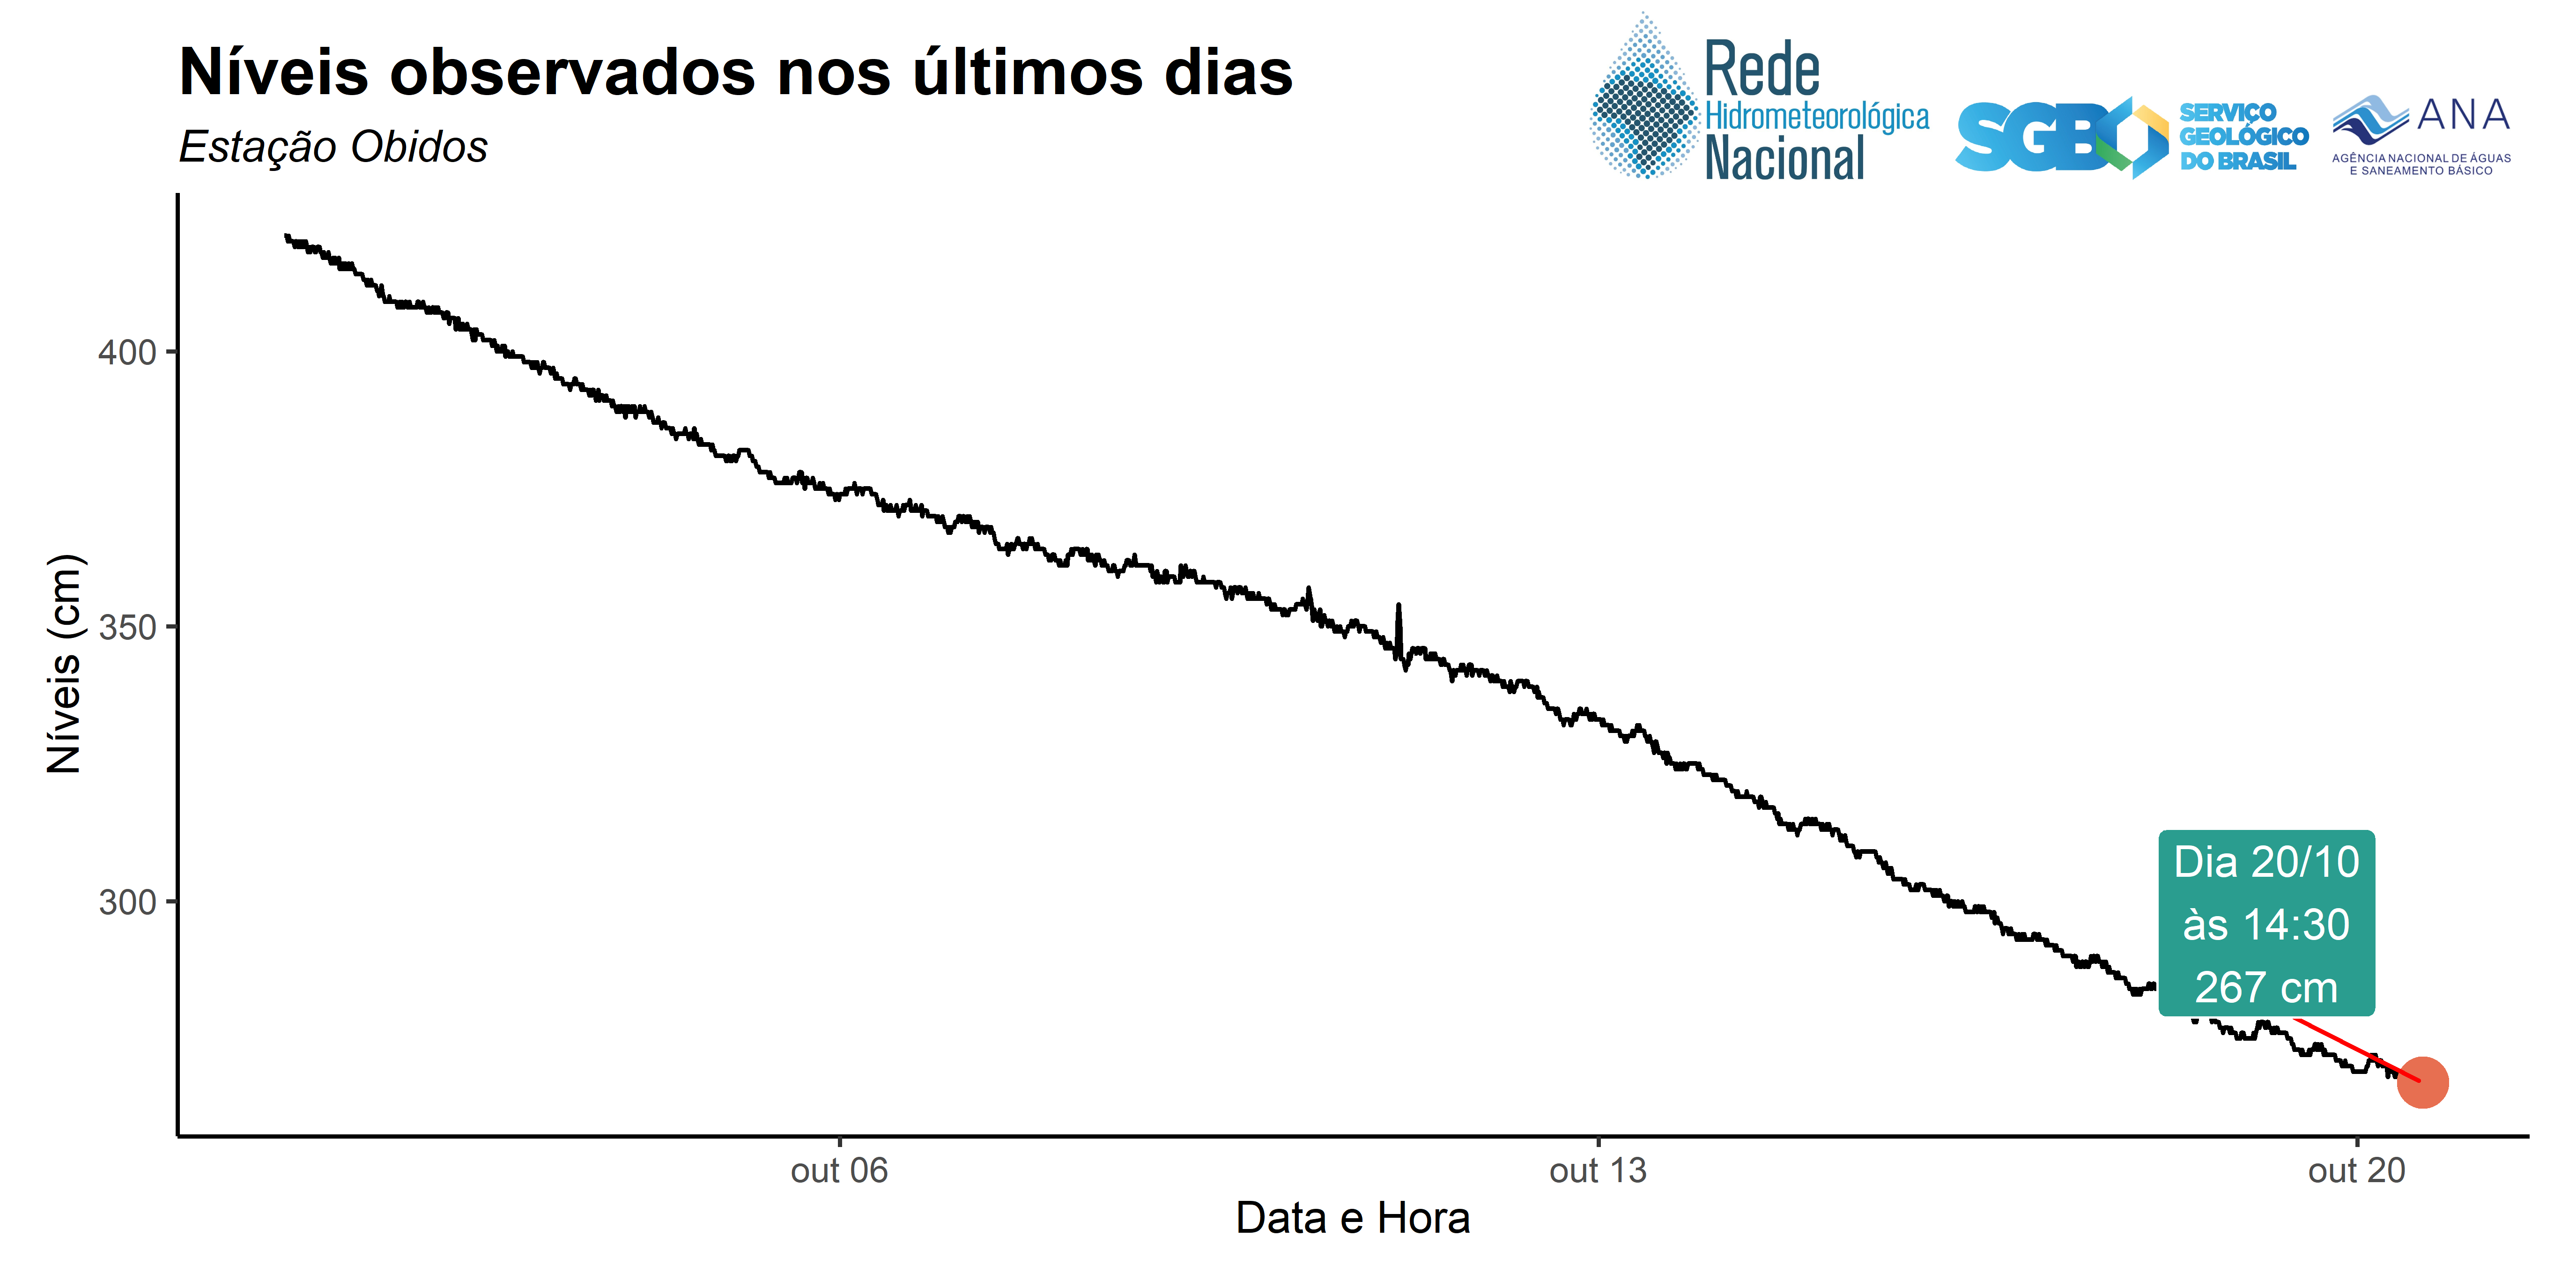 Níveis observados nos últimos dias
Estação Obidos
Rede
Hidrometeorológica
Nacional
SGB
SERVIÇO
GEOLÓGICO
DO BRASIL
ANA
AGÊNCIA NACIONAL DE ÁGUAS
E SANEAMENTO BÁSICO
Níveis (cm)
400
350
300
Dia 20/10
às 14:30
267 cm
out 06
out 13
out 20
Data e Hora